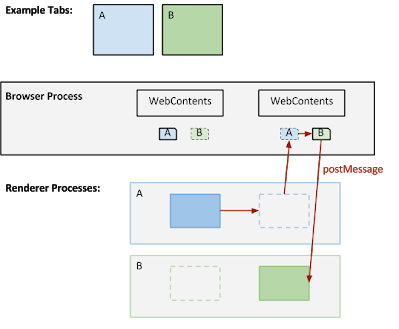 Example Tabs:
A
B
Browser Process
WebContents
WebContents
A
B
A
B
postMessage
Renderer Processes:
A
B